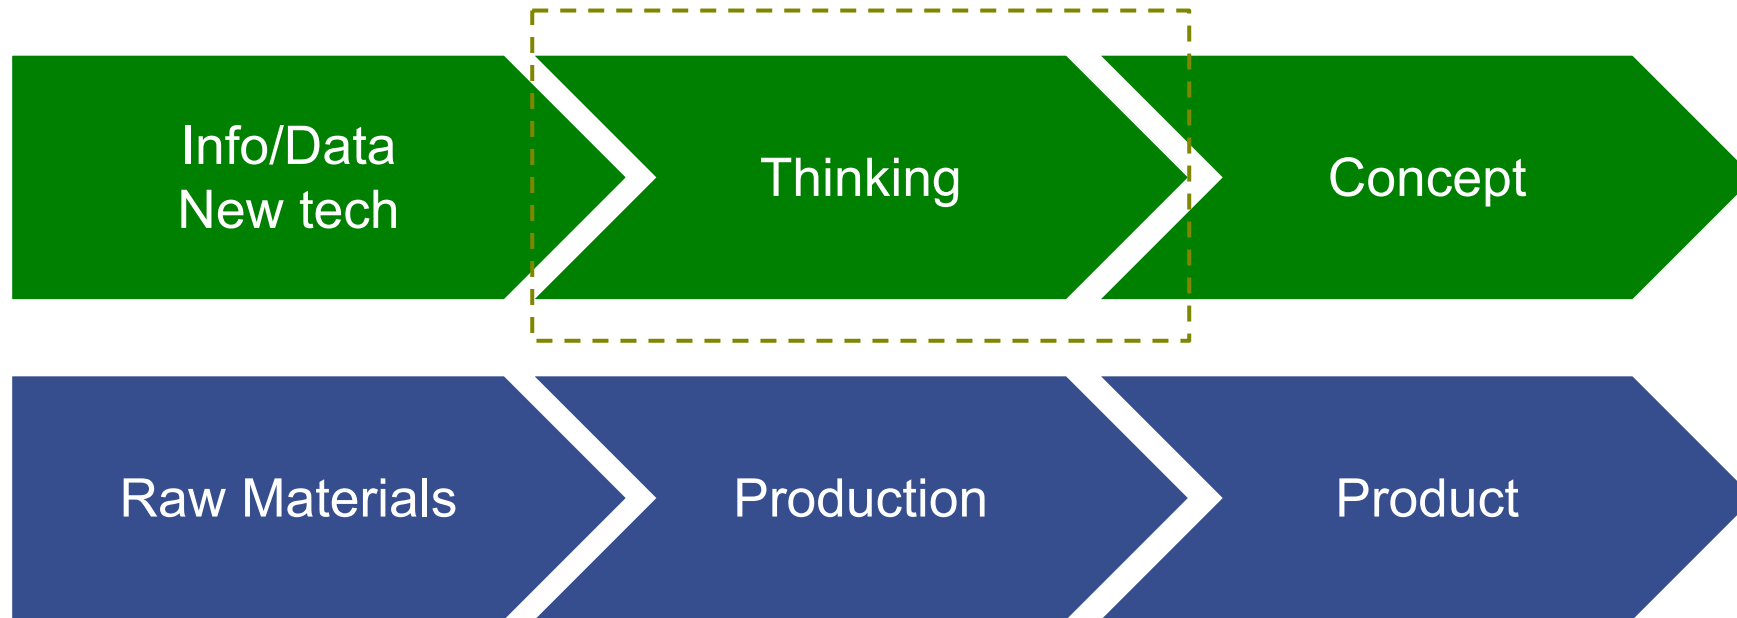 Info/Data
New tech
Thinking
Concept
Raw Materials
Production
Product